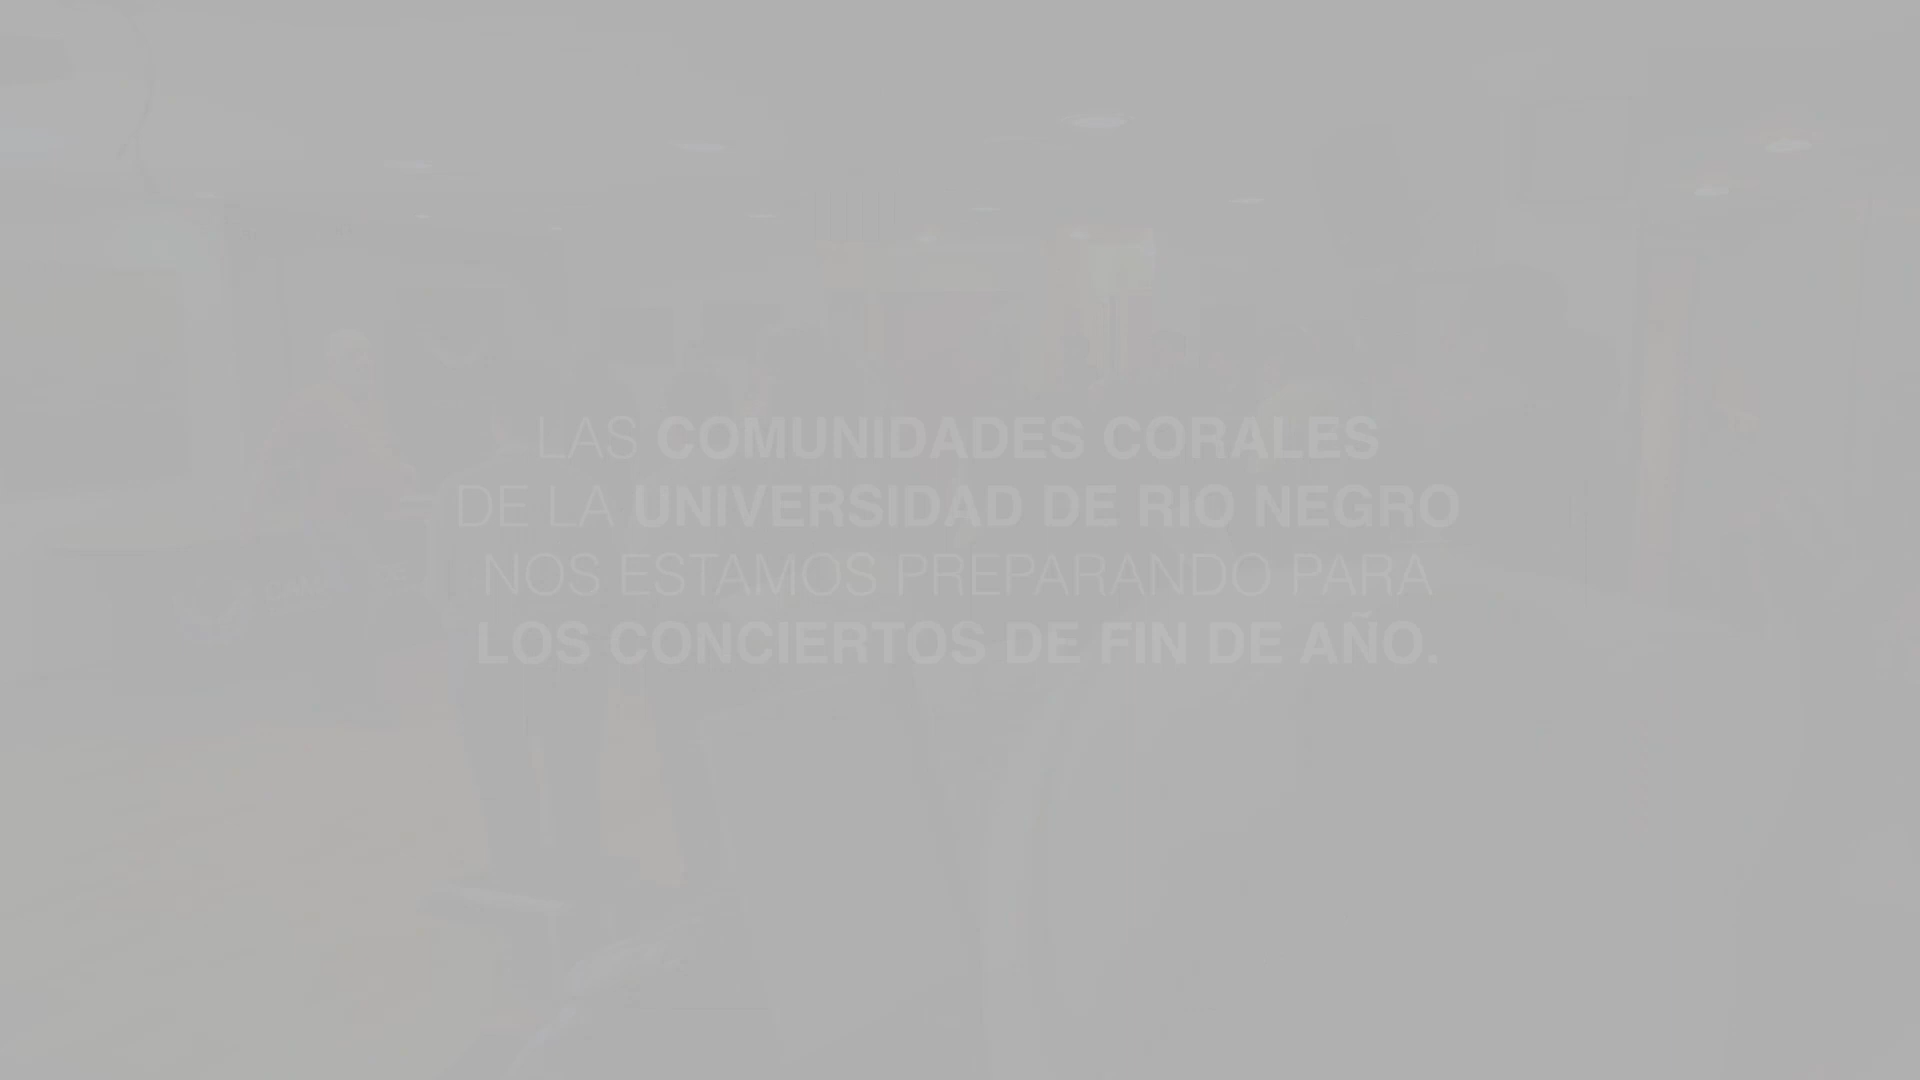 LAS COMUNIDADES CORALES
DE LA UNIVERSIDAD DE RIO NEGRO
NOS ESTAMOS PREPARANDO PARA
LOS CONCIERTOS DE FIN DE AÑO.